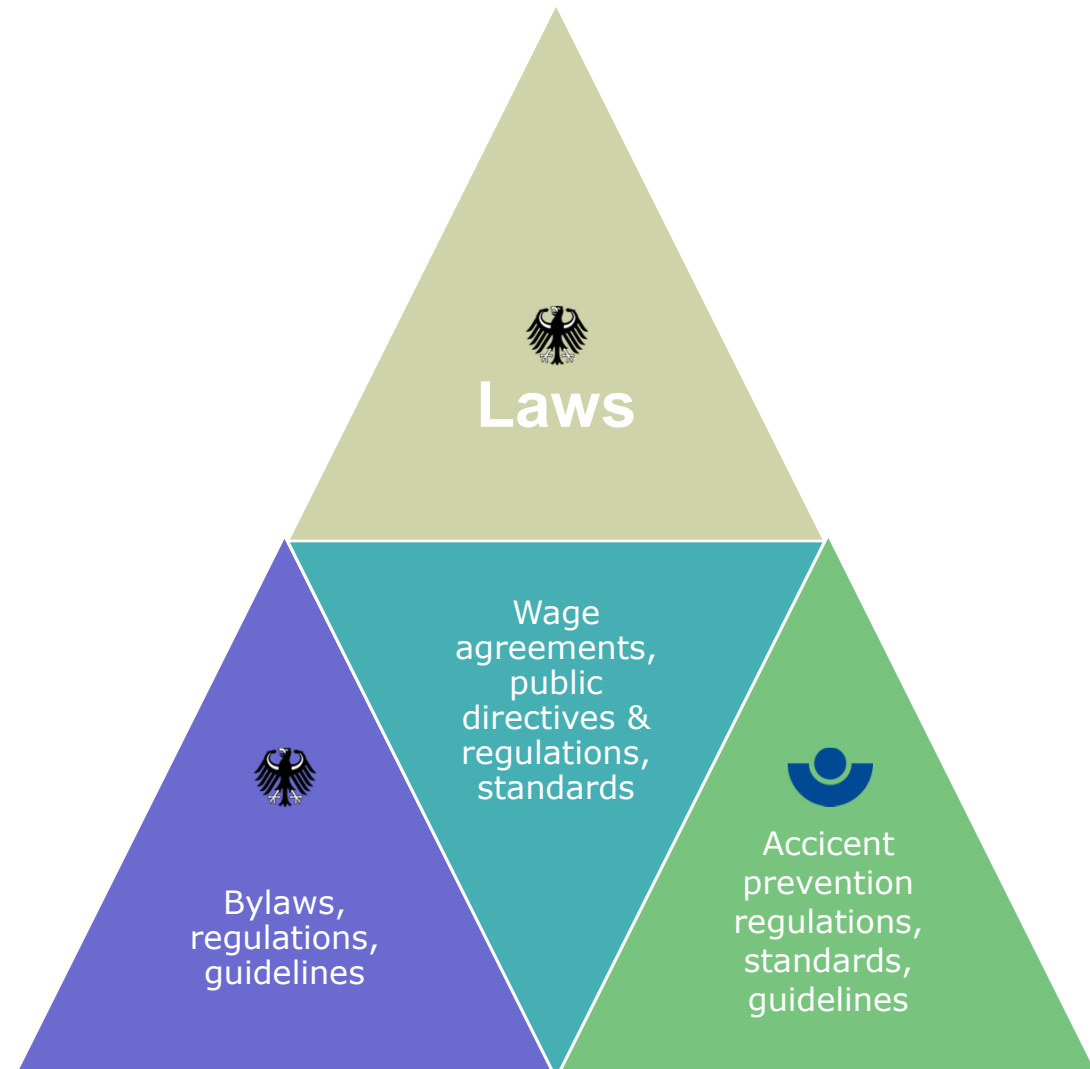 Laws
Wage
agreements,
public
directives &
regulations,
standards
Bylaws,
regulations,
guidelines
Accicent
prevention
regulations,
standards,
guidelines